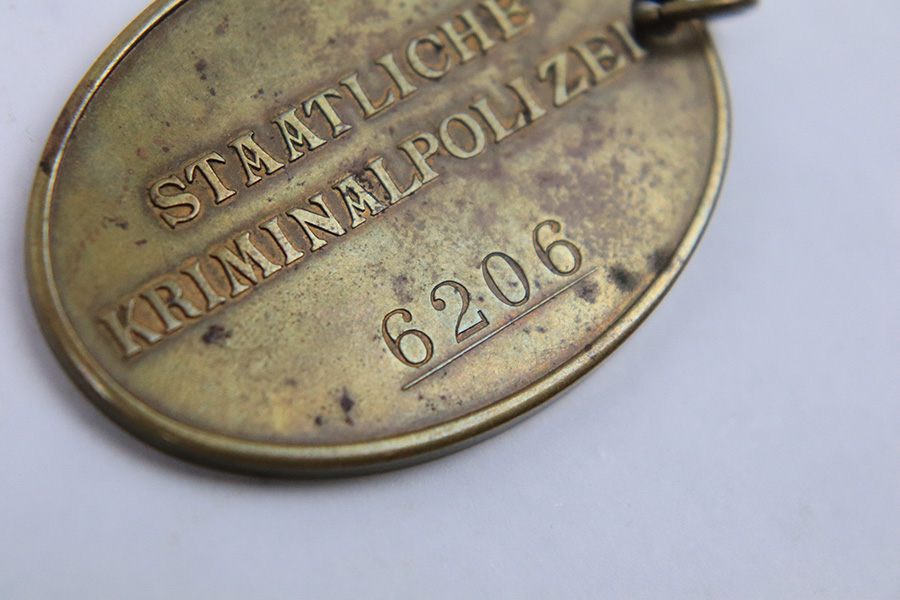 STAATLICHE
KRIMINALPOLIZEI
6206